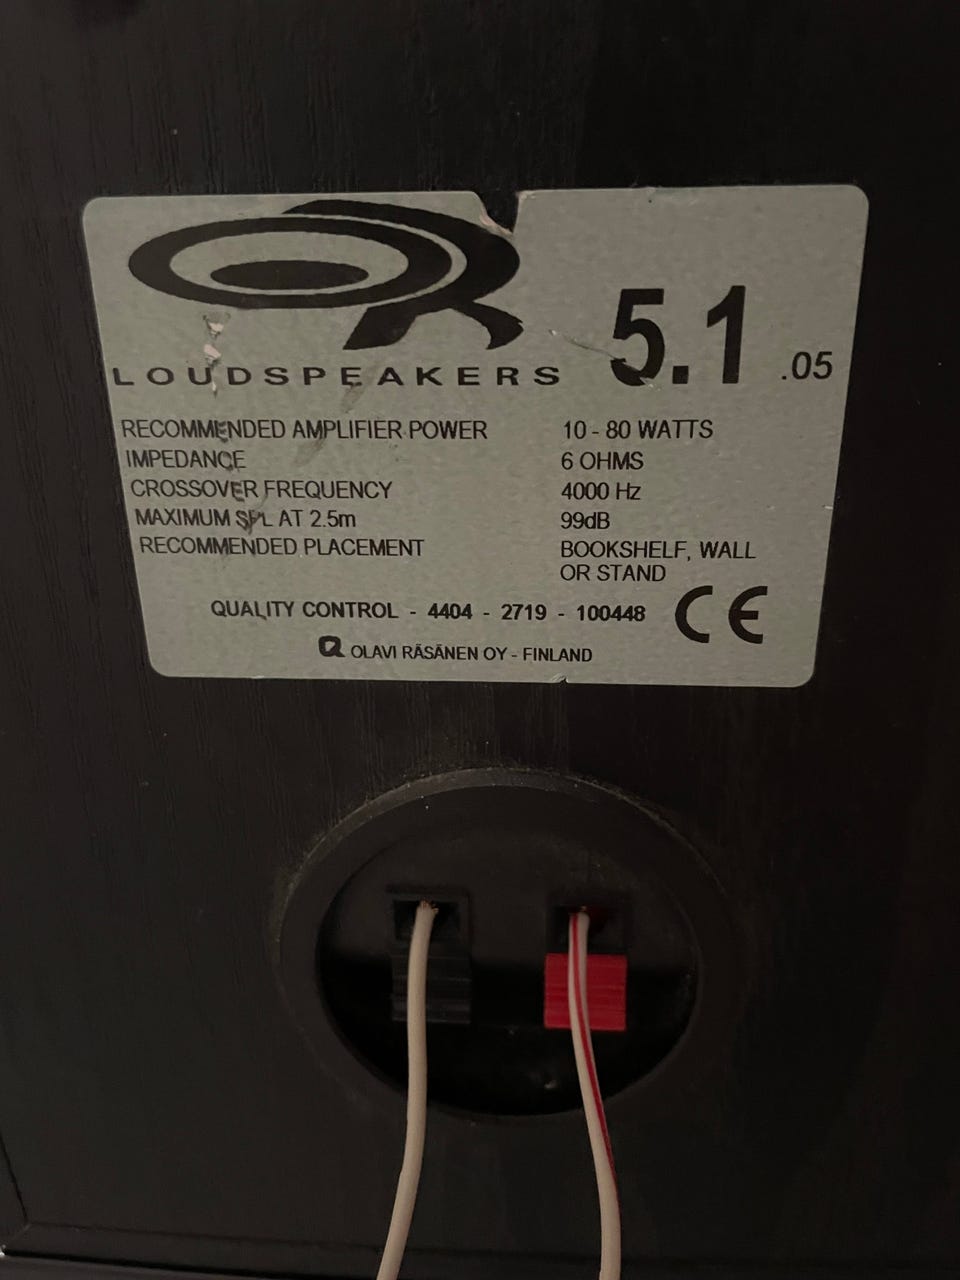 OR
LOUDSPEAKERS
5.1 .05
RECOMMENDED AMPLIFIER POWER 10 - 80 WATTS
IMPEDANCE 6 OHMS
CROSSOVER FREQUENCY 4000 Hz
MAXIMUM SPL AT 2.5m 99dB
RECOMMENDED PLACEMENT BOOKSHELF, WALL
OR STAND
QUALITY CONTROL - 4404 - 2719 - 100448 CE
OLAVI RÄSÄNEN OY - FINLAND